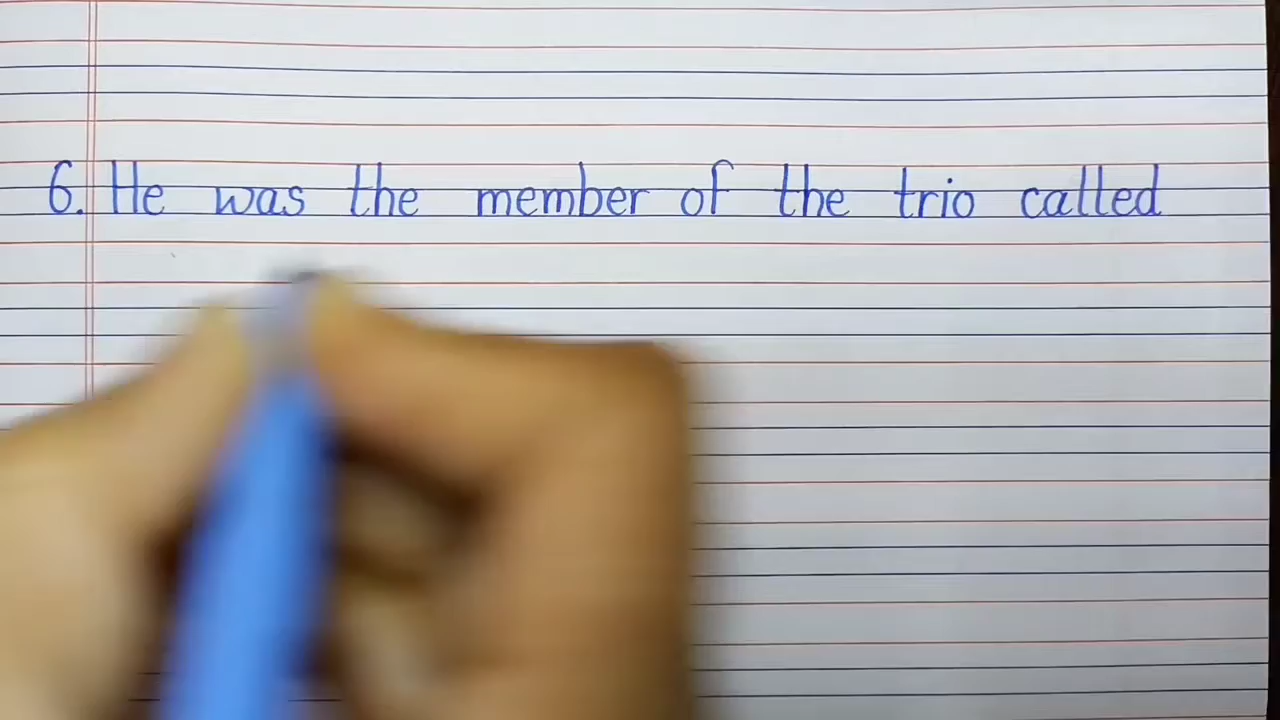 6. He was the member of the trio called